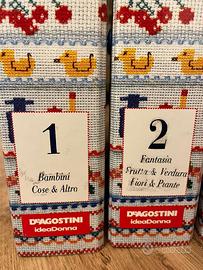 1
Bambini
Cose & Altro
DeAGOSTINI
ideaDonna
2
Fantasia
Frutta & Verdura
Fiori & Piante
DeAGOSTINI
ideaDonna